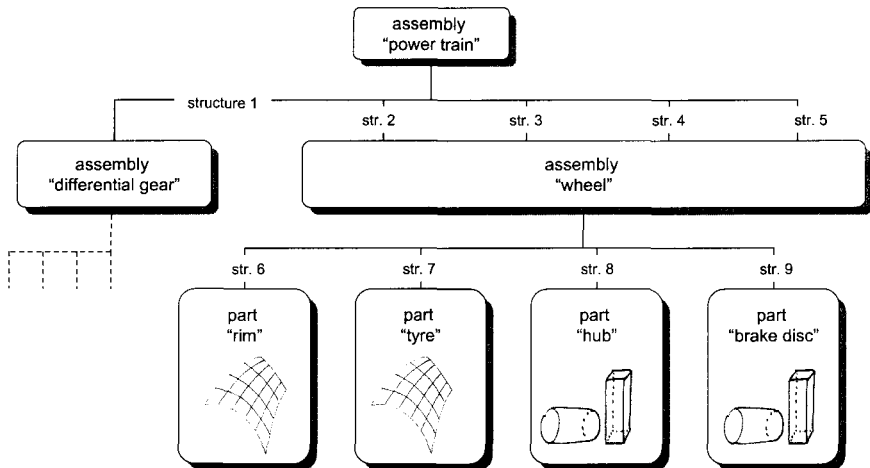 assembly
“power train”
structure 1
str. 2
str. 3
str. 4
str. 5
assembly
“differential gear”
assembly
“wheel”
str. 6
str. 7
str. 8
str. 9
part
“rim”
part
“tyre”
part
“hub”
part
“brake disc”